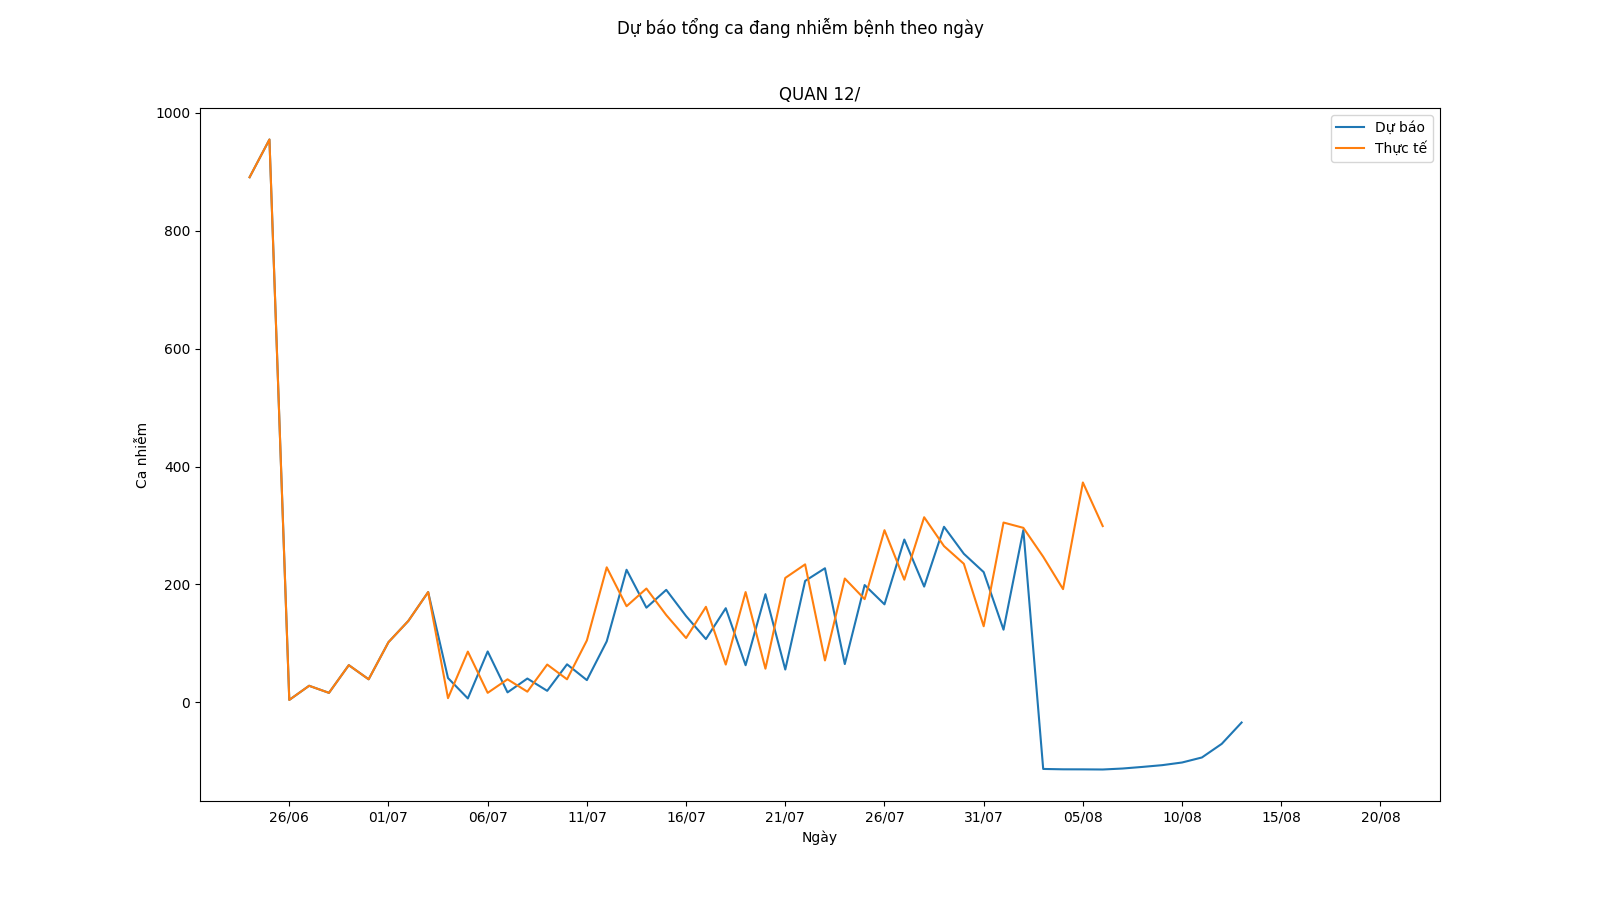 Dự báo tổng ca đang nhiễm bệnh theo ngày
QUAN 12/
1000
800
600
400
200
0
Ca nhiễm
Dự báo
Thực tế
26/06 01/07 06/07 11/07 16/07 21/07 26/07 31/07 05/08 10/08 15/08 20/08
Ngày